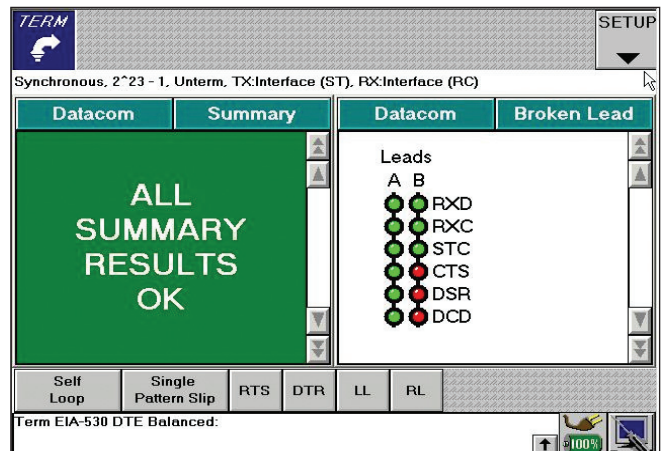 TERM
SETUP
Synchronous, 2^23 - 1, Unterm, TX:Interface (ST), RX:Interface (RC)
Datacom Summary Datacom Broken Lead
ALL
SUMMARY
RESULTS
OK
Leads
A B
RXD
RXC
STC
CTS
DSR
DCD
Self
Loop
Single
Pattern Slip
RTS
DTR
LL
RL
Term EIA-530 DTE Balanced:
100%